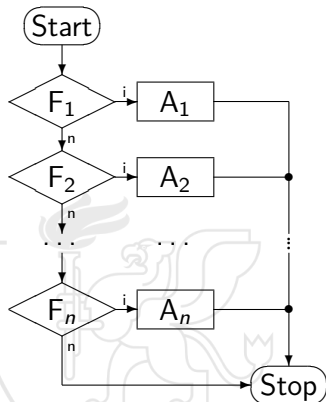 Start
F1 i A1
n
F2 i A2
n
... ... ...
Fn i An
n
Stop